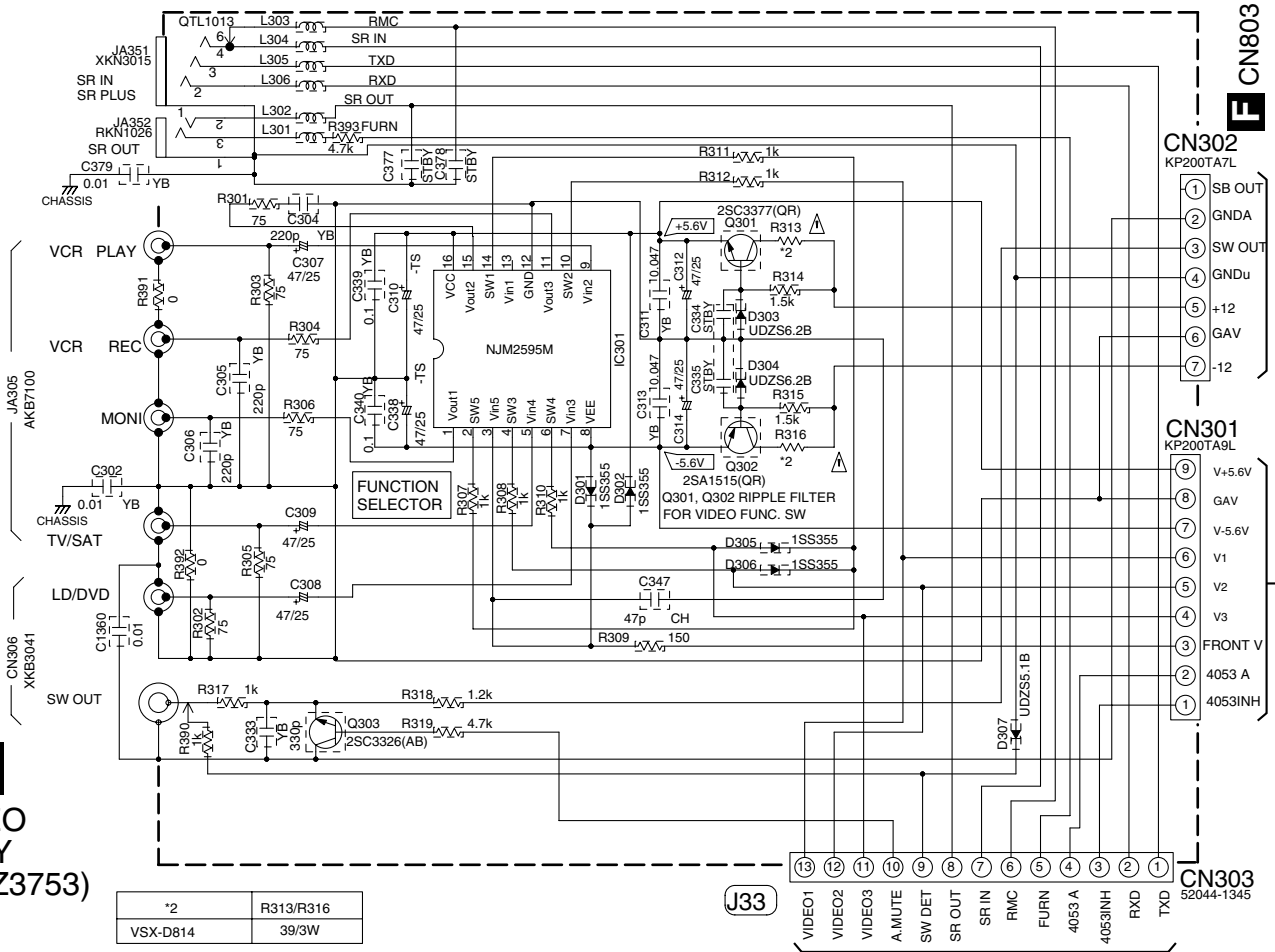 QTL1013
L303
RMC
6
L304
SR IN
4
JA351
XKN3015
L305
TXD
3
SR IN
SR PLUS
L306
RXD
2
SR OUT
1
L302
2
JA352
RKN1026
L301
R393
FURN
3
4.7k
SR OUT
1
C379
0.01
YB
CHASSIS
C377
STBY
C378
STBY
R311
1k
R312
1k
R301
75
C304
220p
YB
F
CN803
CN302
KP200TA7L
1 SB OUT
2 GNDA
3 SW OUT
4 GNDu
5 +12
6 GAV
7 -12
VCR PLAY
C307
47/25
R391
0
R303
75
C339
YB
0.1
C310
-TS
47/25
16 15 14 13 12 11 10 9
VCC
Vout2
SW1
Vin1
GND
Vout3
SW2
Vin2
NJM2595M
IC301
Vout1
SW5
Vin5
SW3
Vin4
SW4
Vin3
VEE
1 2 3 4 5 6 7 8
+5.6V
2SC3377(QR)
Q301
R313
*2
R314
1.5k
C311
YB
C312
47/25
C334
STBY
D303
UDZS6.2B
D304
UDZS6.2B
C313
YB
C314
47/25
C335
STBY
R315
1.5k
R316
*2
-5.6V
Q302
2SA1515(QR)
Q301, Q302 RIPPLE FILTER
FOR VIDEO FUNC. SW
VCR REC
R304
75
C305
220p
YB
JA305
AKB7100
MONI
R306
75
C306
220p
YB
C340
YB
0.1
C338
-TS
47/25
C302
0.01
YB
CHASSIS
FUNCTION
SELECTOR
R307
1k
R308
1k
R310
1k
D301
1SS355
D302
1SS355
CN301
KP200TA9L
9 V+5.6V
8 GAV
7 V-5.6V
6 V1
5 V2
4 V3
3 FRONT V
2 4053 A
1 4053INH
TV/SAT
C309
47/25
R392
0
R305
75
D305
1SS355
D306
1SS355
LD/DVD
C308
47/25
R302
75
C1360
0.01
C347
47p
CH
R309
150
CN306
XKB3041
SW OUT
R317
1k
R318
1.2k
R390
1k
C333
YB
330p
Q303
2SC3326(AB)
R319
4.7k
D307
UDZS5.1B
O
Y
Z3753)
*2
R313/R316
VSX-D814
39/3W
J33
13 12 11 10 9 8 7 6 5 4 3 2 1
CN303
52044-1345
VIDEO1
VIDEO2
VIDEO3
A.MUTE
SW DET
SR OUT
SR IN
RMC
FURN
4053 A
4053INH
RXD
TXD